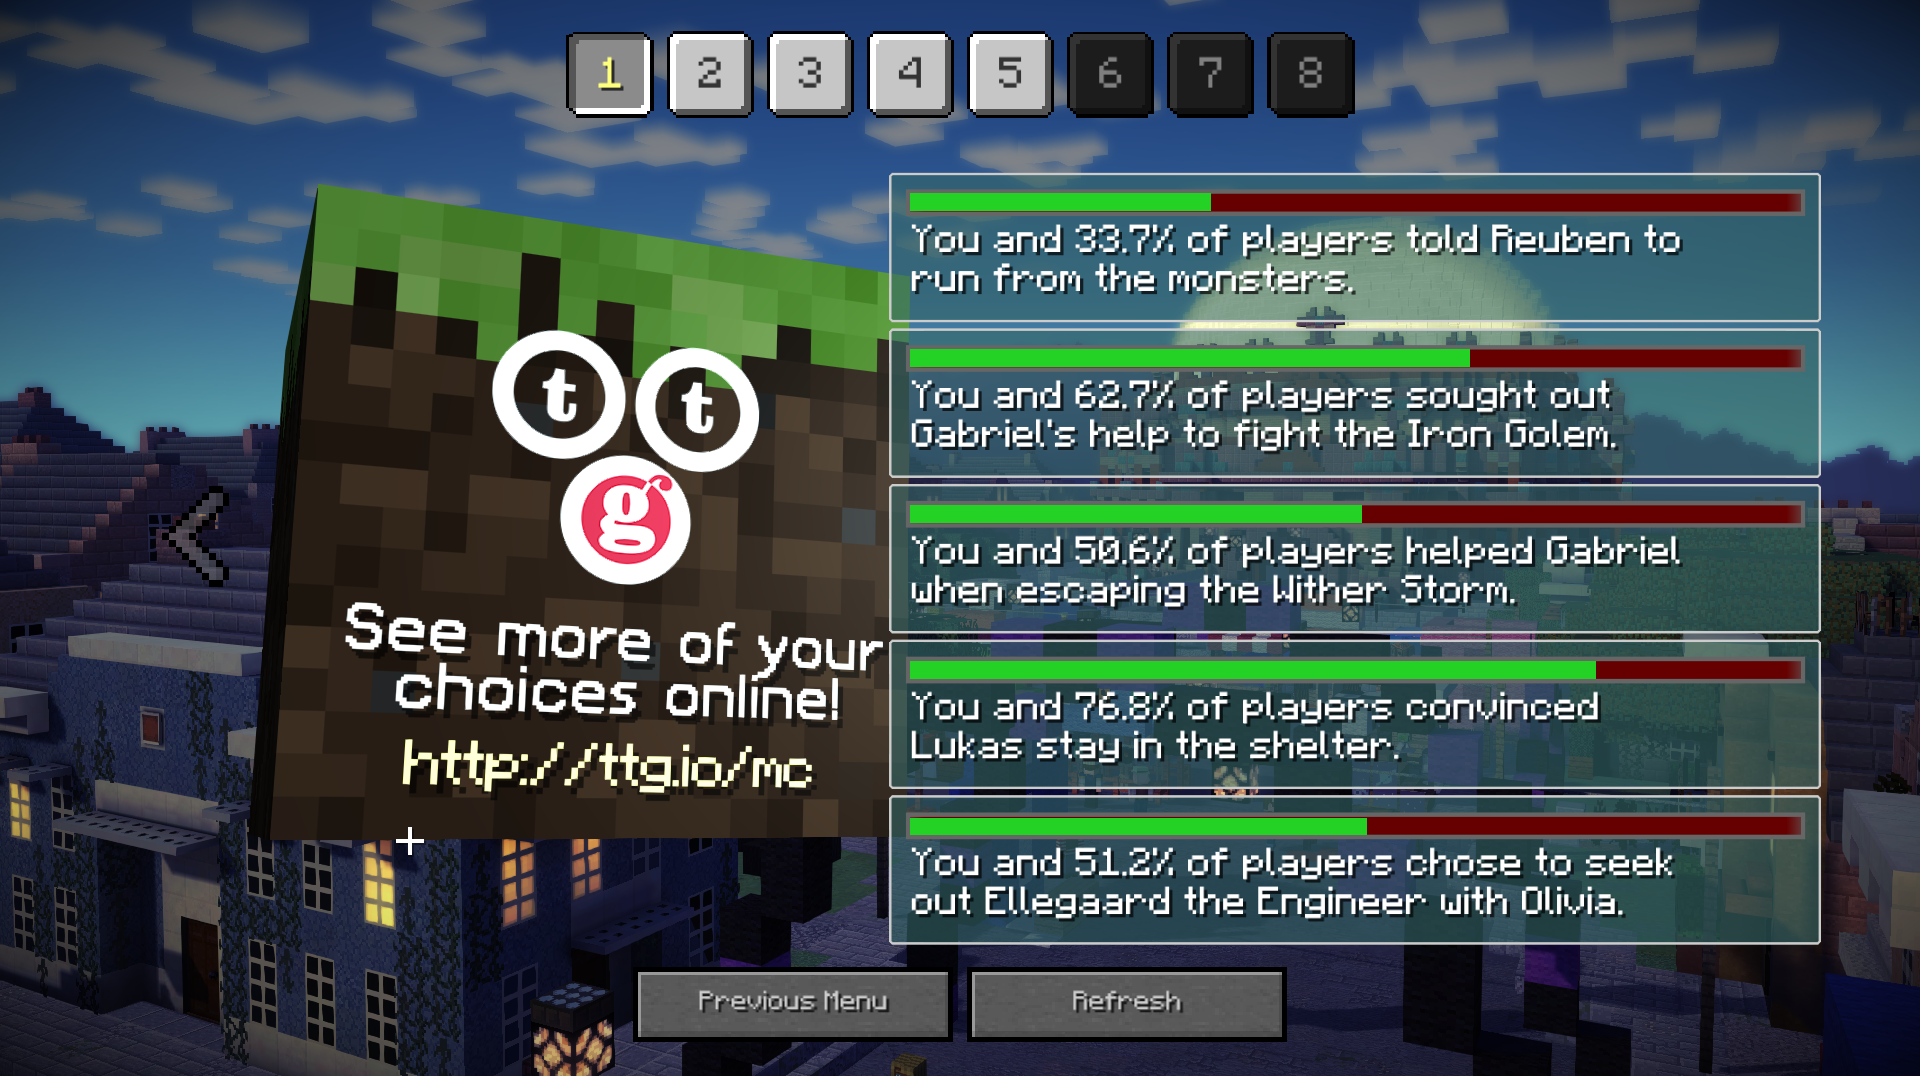 1 2 3 4 5 6 7 8
You and 33.7% of players told Reuben to
run from the monsters.
You and 62.7% of players sought out
Gabriel's help to fight the Iron Golem.
You and 50.6% of players helped Gabriel
when escaping the Wither Storm.
You and 76.8% of players convinced
Lukas stay in the shelter.
You and 51.2% of players chose to seek
out Ellegaard the Engineer with Olivia.
t t
g
See more of your
choices online!
http://ttg.io/mc
Previous Menu
Refresh